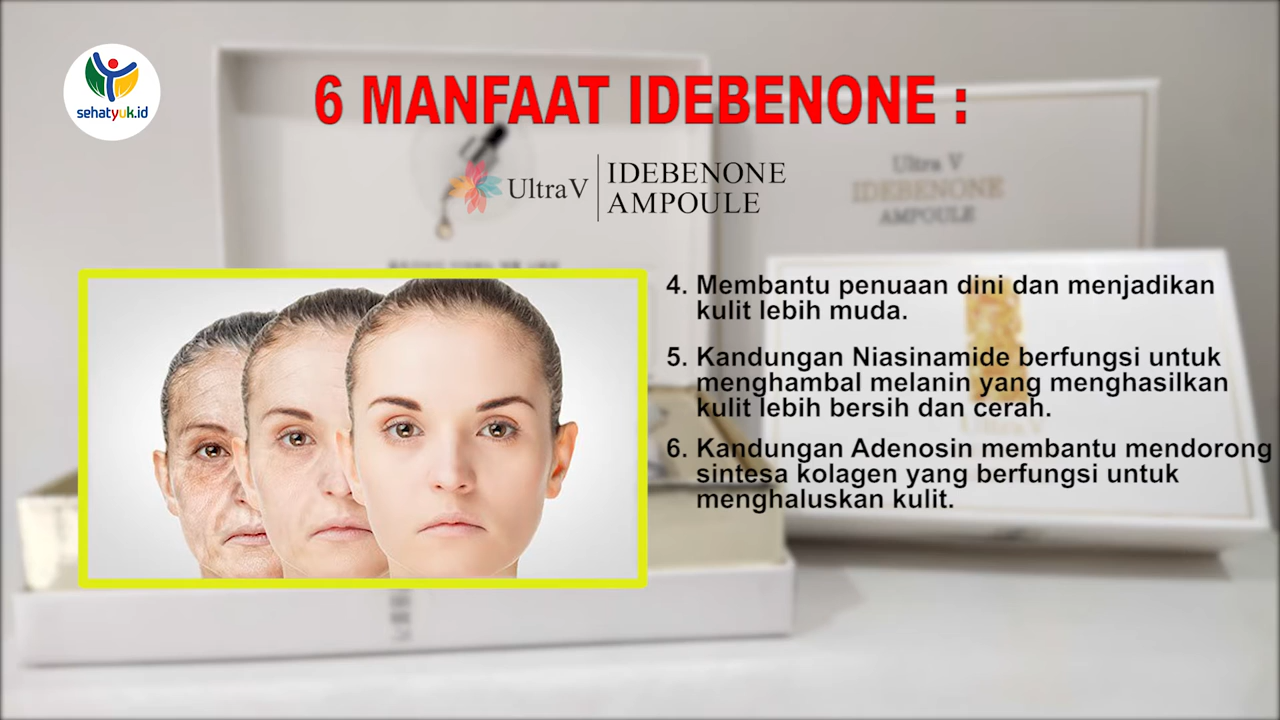 sehatyuk.id
6 MANFAAT IDEBENONE :
UltraV
IDEBENONE
AMPOULE
Ultra V
IDEBENONE
AMPOULE
4. Membantu penuaan dini dan menjadikan
kulit lebih muda.
5. Kandungan Niasinamide berfungsi untuk
menghambal melanin yang menghasilkan
kulit lebih bersih dan cerah.
6. Kandungan Adenosin membantu mendorong
sintesa kolagen yang berfungsi untuk
menghaluskan kulit.
Ultra V